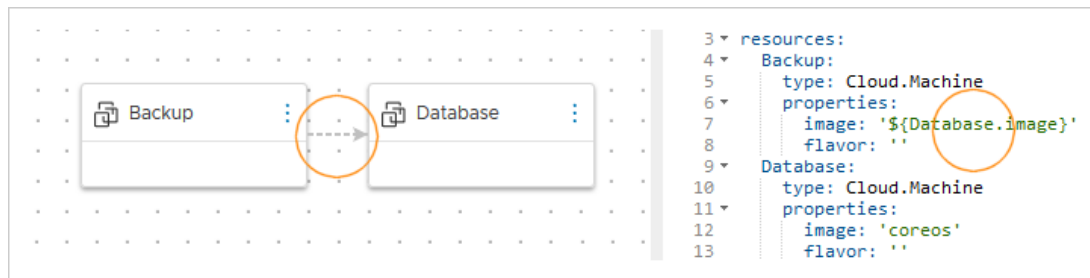 Backup
Database
3 resources:
4 Backup:
5 type: Cloud.Machine
6 properties:
7 image: '${Database.image}'
8 flavor: ''
9 Database:
10 type: Cloud.Machine
11 properties:
12 image: 'coreos'
13 flavor: ''